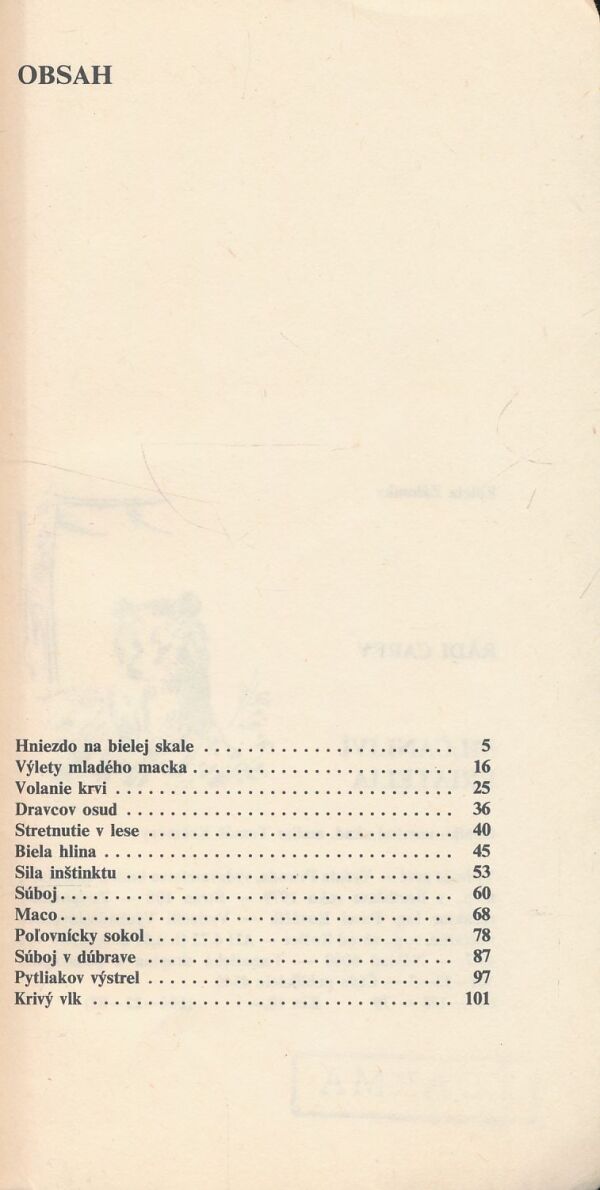 OBSAH
Hniezdo na bielej skale ........................ 5
Výlety mladého macka ........................ 16
Volanie krvi ........................ 25
Dravcov osud ........................ 36
Stretnutie v lese ........................ 40
Biela hlina ........................ 45
Sila inštinktu ........................ 53
Súboj ........................ 60
Maco ........................ 68
Poľovnícky sokol ........................ 78
Súboj v dúbrave ........................ 87
Pytliakov výstrel ........................ 97
Krivý vlk ........................ 101